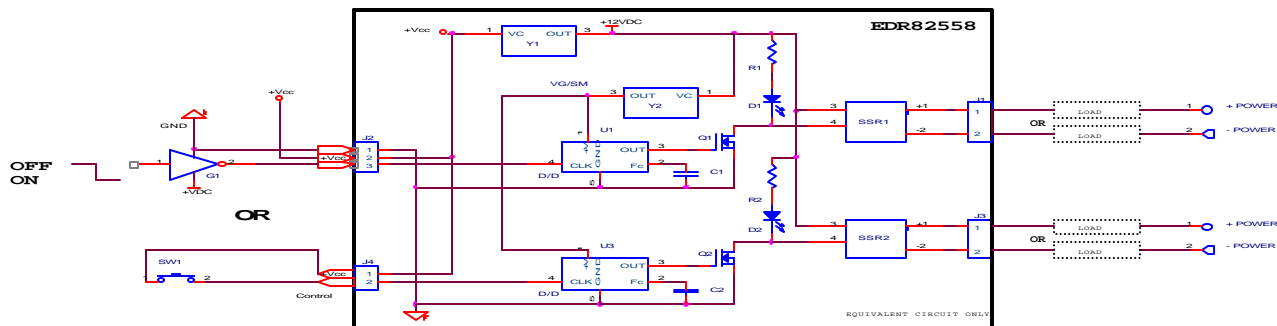 +12VDC
EDR82558
+Vcc
1
VC
OUT
3
Y1
R1
VG/SM
3
OUT
VC
1
Y2
D1
+Vcc
GND
U1
Q1
3
4
SSR1
+1
-2
J1
1
2
OR
LOAD
LOAD
1
2
+ POWER
- POWER
OFF
ON
1
2
G1
+VDC
+Vcc
J2
1
2
3
4
CLK
GND
OUT
Fc
3
2
5
D/D
C1
OR
R2
D2
U3
Q2
3
4
SSR2
+1
-2
J3
1
2
OR
LOAD
LOAD
1
2
+ POWER
- POWER
SW1
1
2
+Vcc
Control
J4
1
2
4
CLK
GND
OUT
Fc
3
2
5
D/D
C2
EQUIVALENT CIRCUIT ONLY